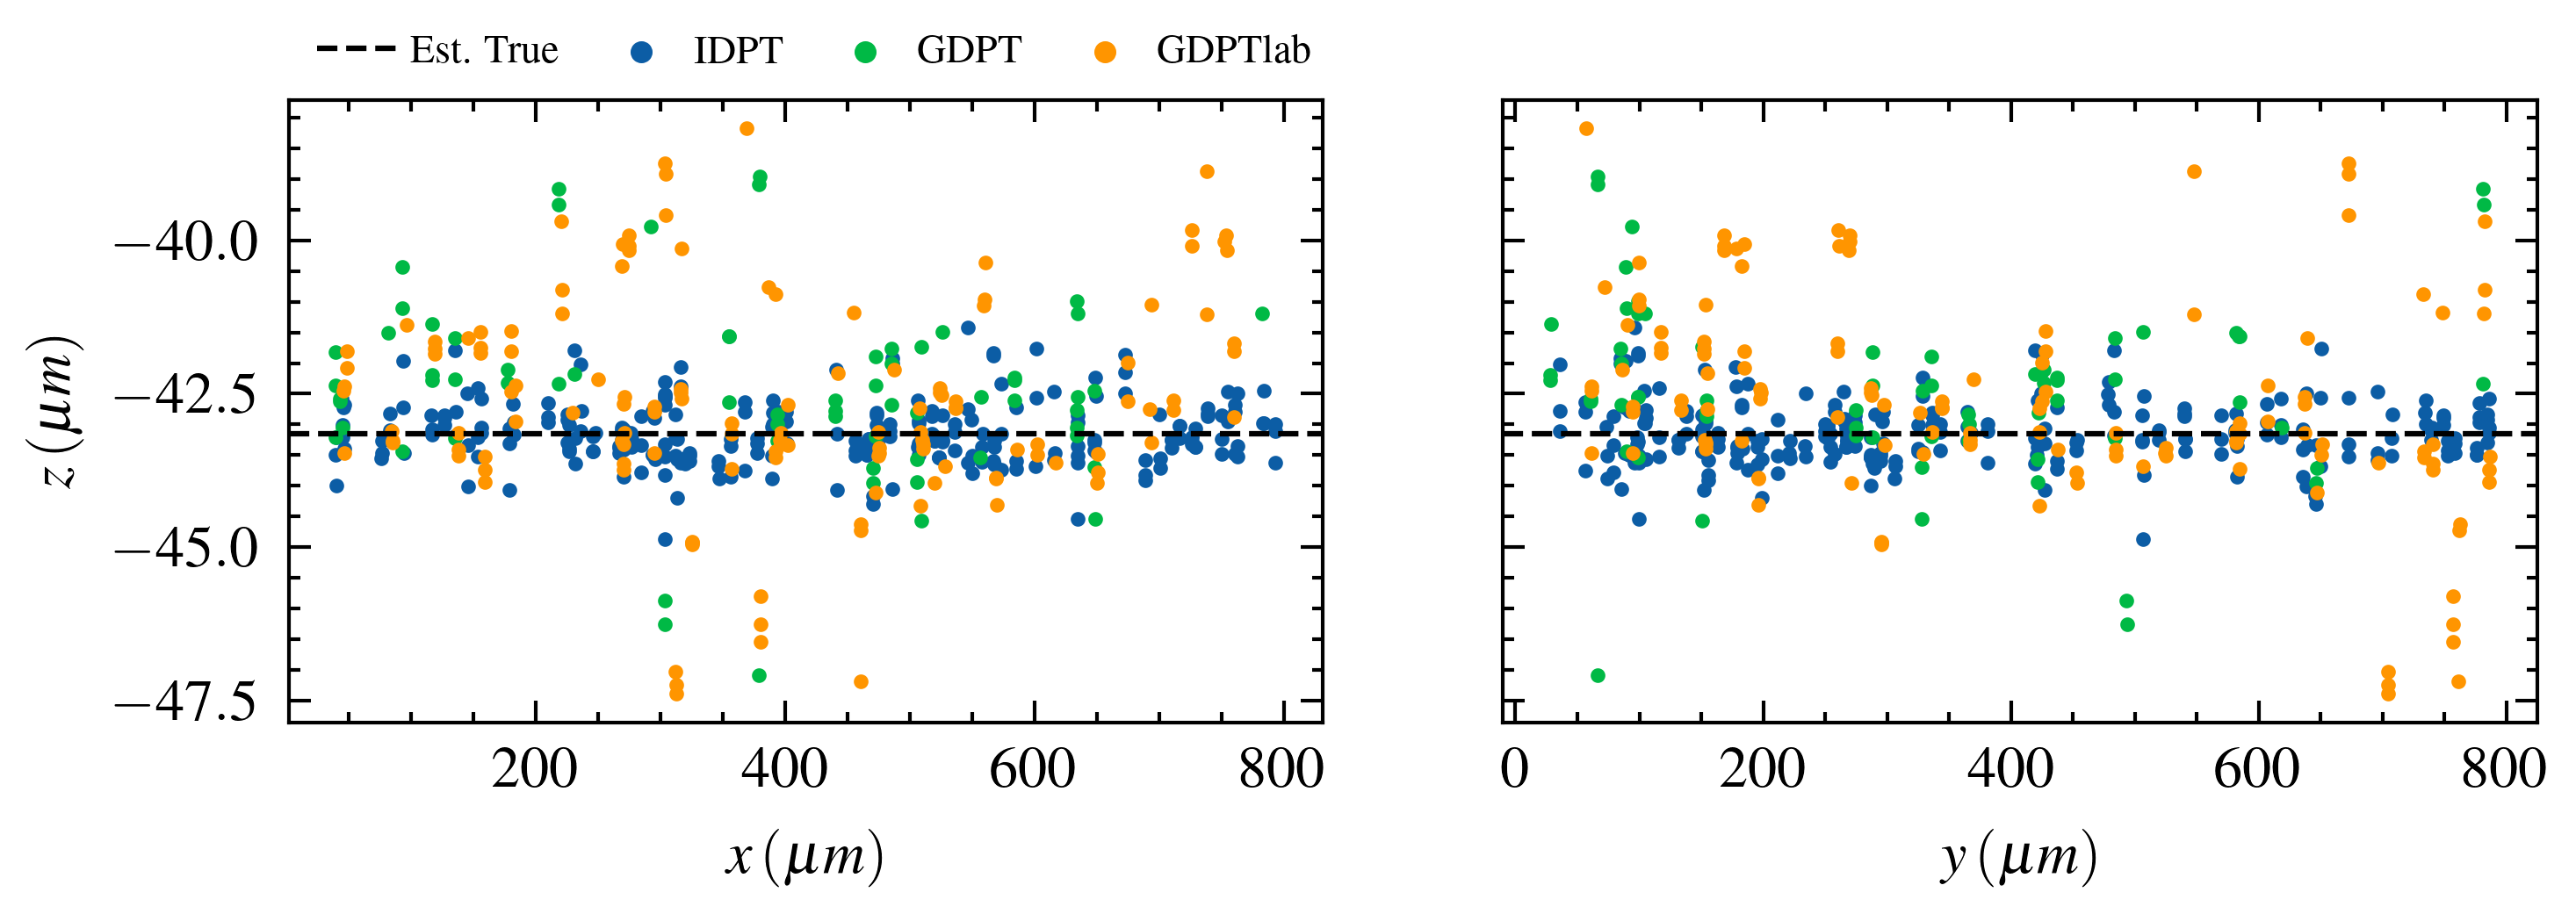 Est. True IDPT GDPT GDPTlab
z (μm)
−40.0
−42.5
−45.0
−47.5
200 400 600 800
x (μm)
0 200 400 600 800
y (μm)